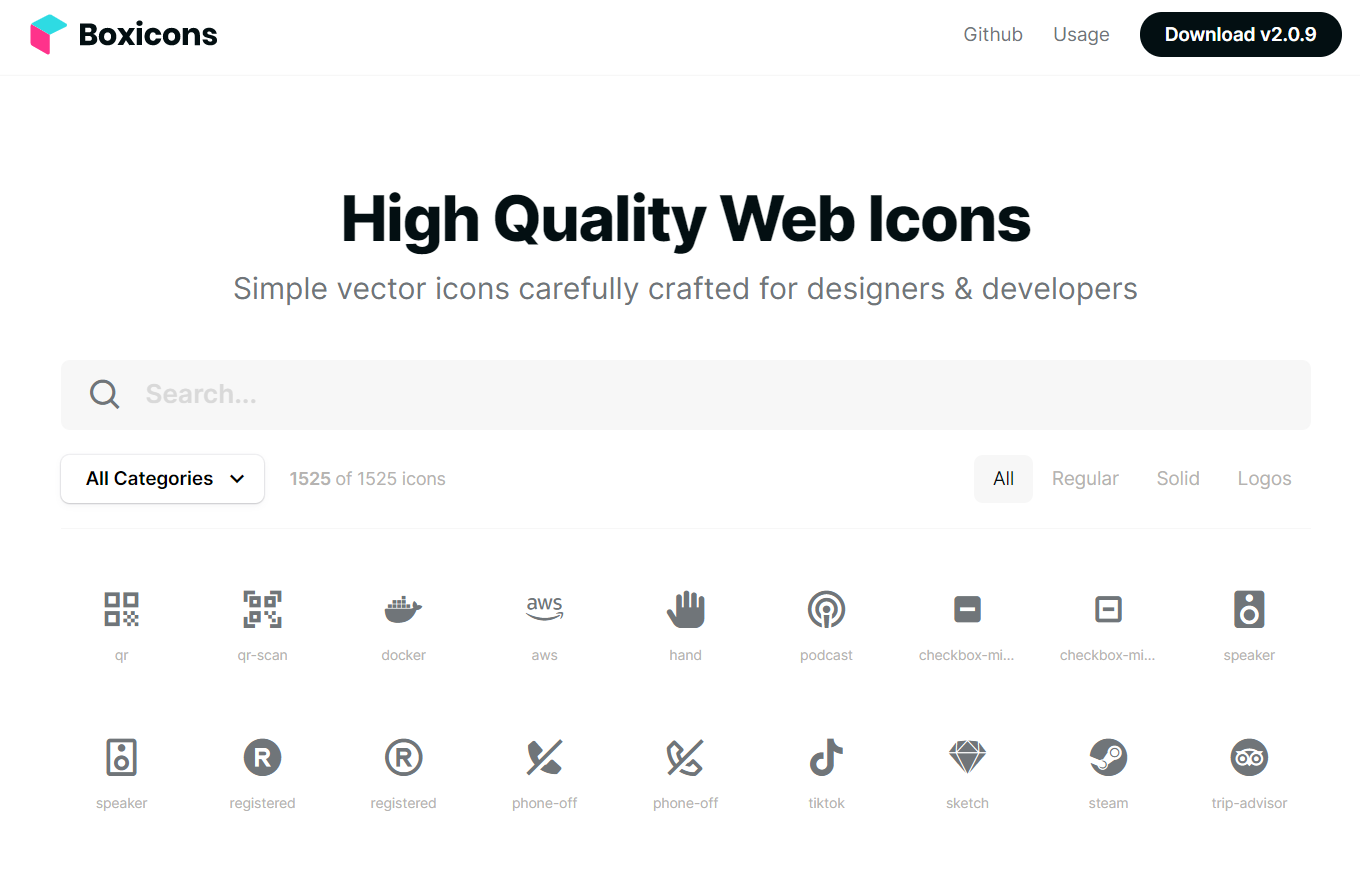 Boxicons
Github Usage Download v2.0.9
High Quality Web Icons
Simple vector icons carefully crafted for designers & developers
Search...
All Categories 1525 of 1525 icons All Regular Solid Logos
aws
qr qr-scan docker aws hand podcast checkbox-mi... checkbox-mi... speaker
R R
speaker registered registered phone-off phone-off tiktok sketch steam trip-advisor